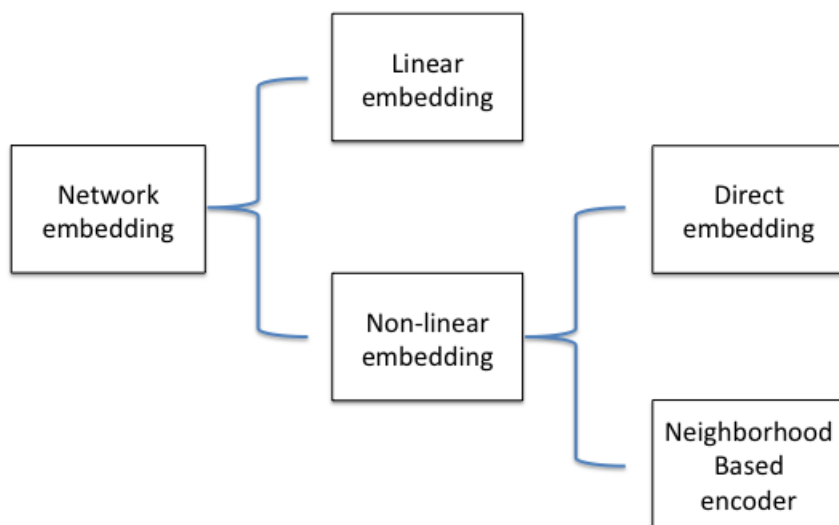 Linear
embedding
Network
embedding
Direct
embedding
Non-linear
embedding
Neighborhood
Based
encoder